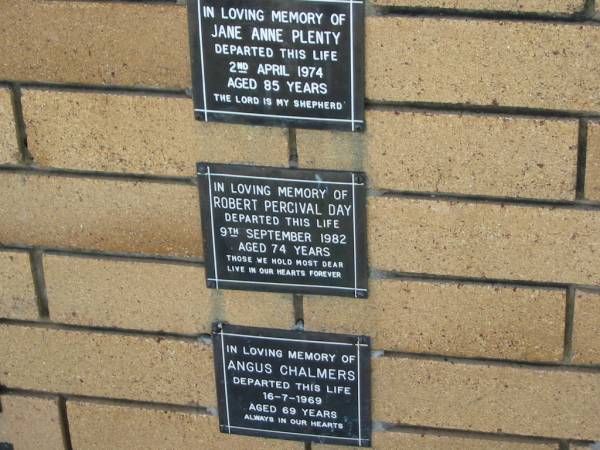 IN LOVING MEMORY OF
JANE ANNE PLENTY
DEPARTED THIS LIFE
2ND APRIL 1974
AGED 85 YEARS
THE LORD IS MY SHEPHERD
IN LOVING MEMORY OF
ROBERT PERCIVAL DAY
DEPARTED THIS LIFE
9TH SEPTEMBER 1982
AGED 74 YEARS
THOSE WE HOLD MOST DEAR
LIVE IN OUR HEARTS FOREVER
IN LOVING MEMORY OF
ANGUS CHALMERS
DEPARTED THIS LIFE
16-7-1969
AGED 69 YEARS
ALWAYS IN OUR HEARTS